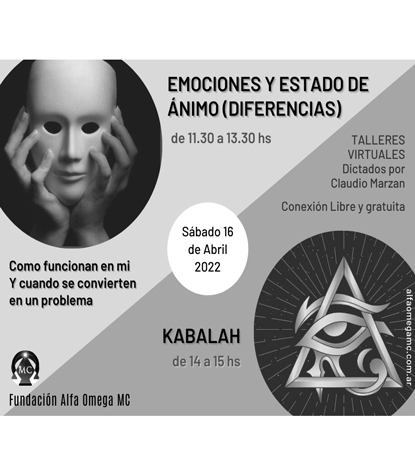 EMOCIONES Y ESTADO DE
ÁNIMO (DIFERENCIAS)
de 11.30 a 13.30 hs
TALLERES
VIRTUALES
Dictados por
Claudio Marzan
Conexión Libre y gratuita
Sábado 16
de Abril
2022
Como funcionan en mi
Y cuando se convierten
en un problema
KABALAH
de 14 a 15 hs
alfaomegamc.com.ar
MC
Fundación Alfa Omega MC